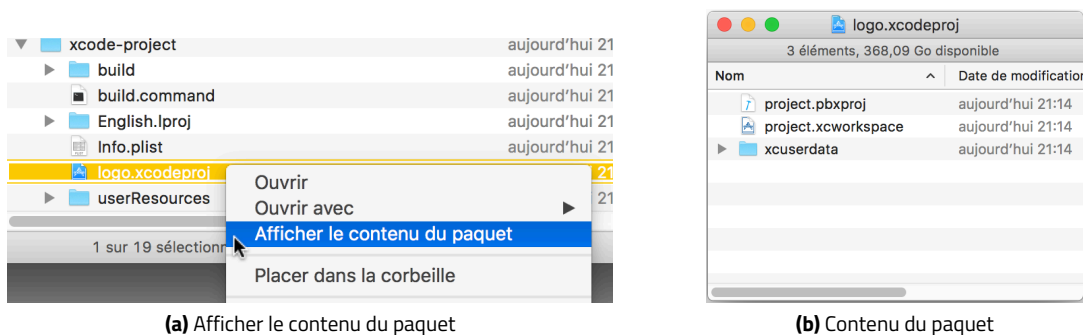 xcode-project aujourd’hui 21
build aujourd’hui 21
build.command aujourd’hui 21
English.lproj aujourd’hui 21
Info.plist aujourd’hui 21
logo.xcodeproj 21
userResources 21
1 sur 19 sélectionn
Ouvrir
Ouvrir avec
Afficher le contenu du paquet
Placer dans la corbeille
(a) Afficher le contenu du paquet
logo.xcodeproj
3 éléments, 368,09 Go disponible
Nom Date de modification
project.pbxproj aujourd’hui 21:14
project.xcworkspace aujourd’hui 21:14
xcuserdata aujourd’hui 21:14
(b) Contenu du paquet